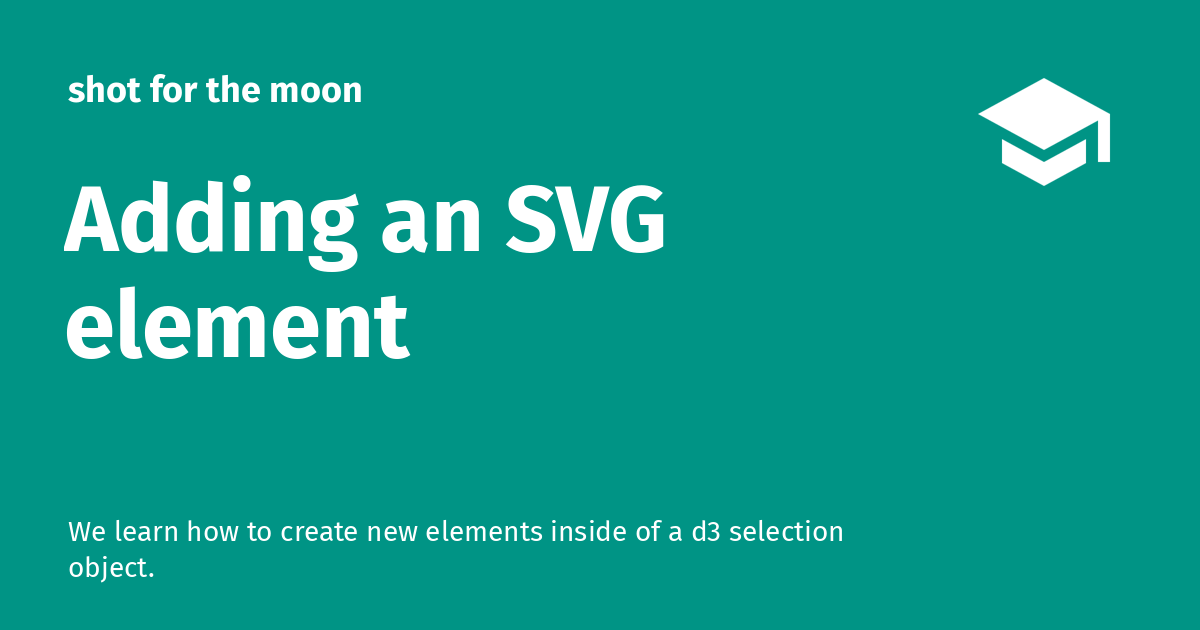 shot for the moon
Adding an SVG
element
We learn how to create new elements inside of a d3 selection
object.